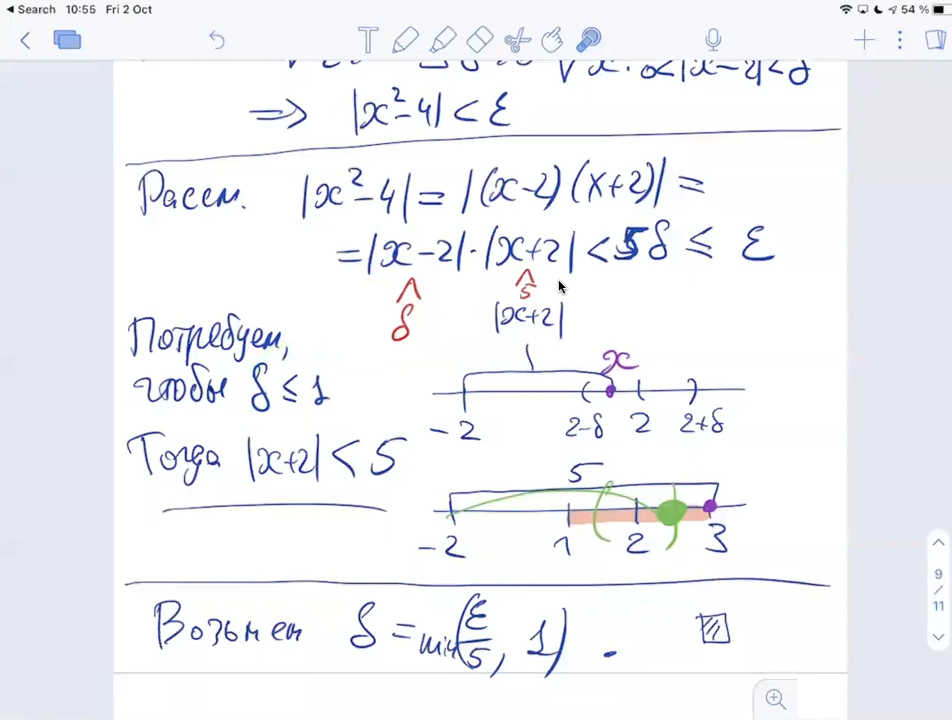 Search 10:55 Fri 2 Oct 54 %
∀x: 0<|x-2|<δ
⇒ |x²-4| < ε
Рассм. |x²-4| = |(x-2)(x+2)| =
= |x-2|·|x+2| < 5δ ≤ ε
δ 5
|x+2|
Потребуем,
чтобы δ ≤ 1
x
-2 2-δ 2 2+δ
Тогда |x+2| < 5
5
-2 1 2 3
Возьмем δ = min(ε/5, 1).
9
/
11